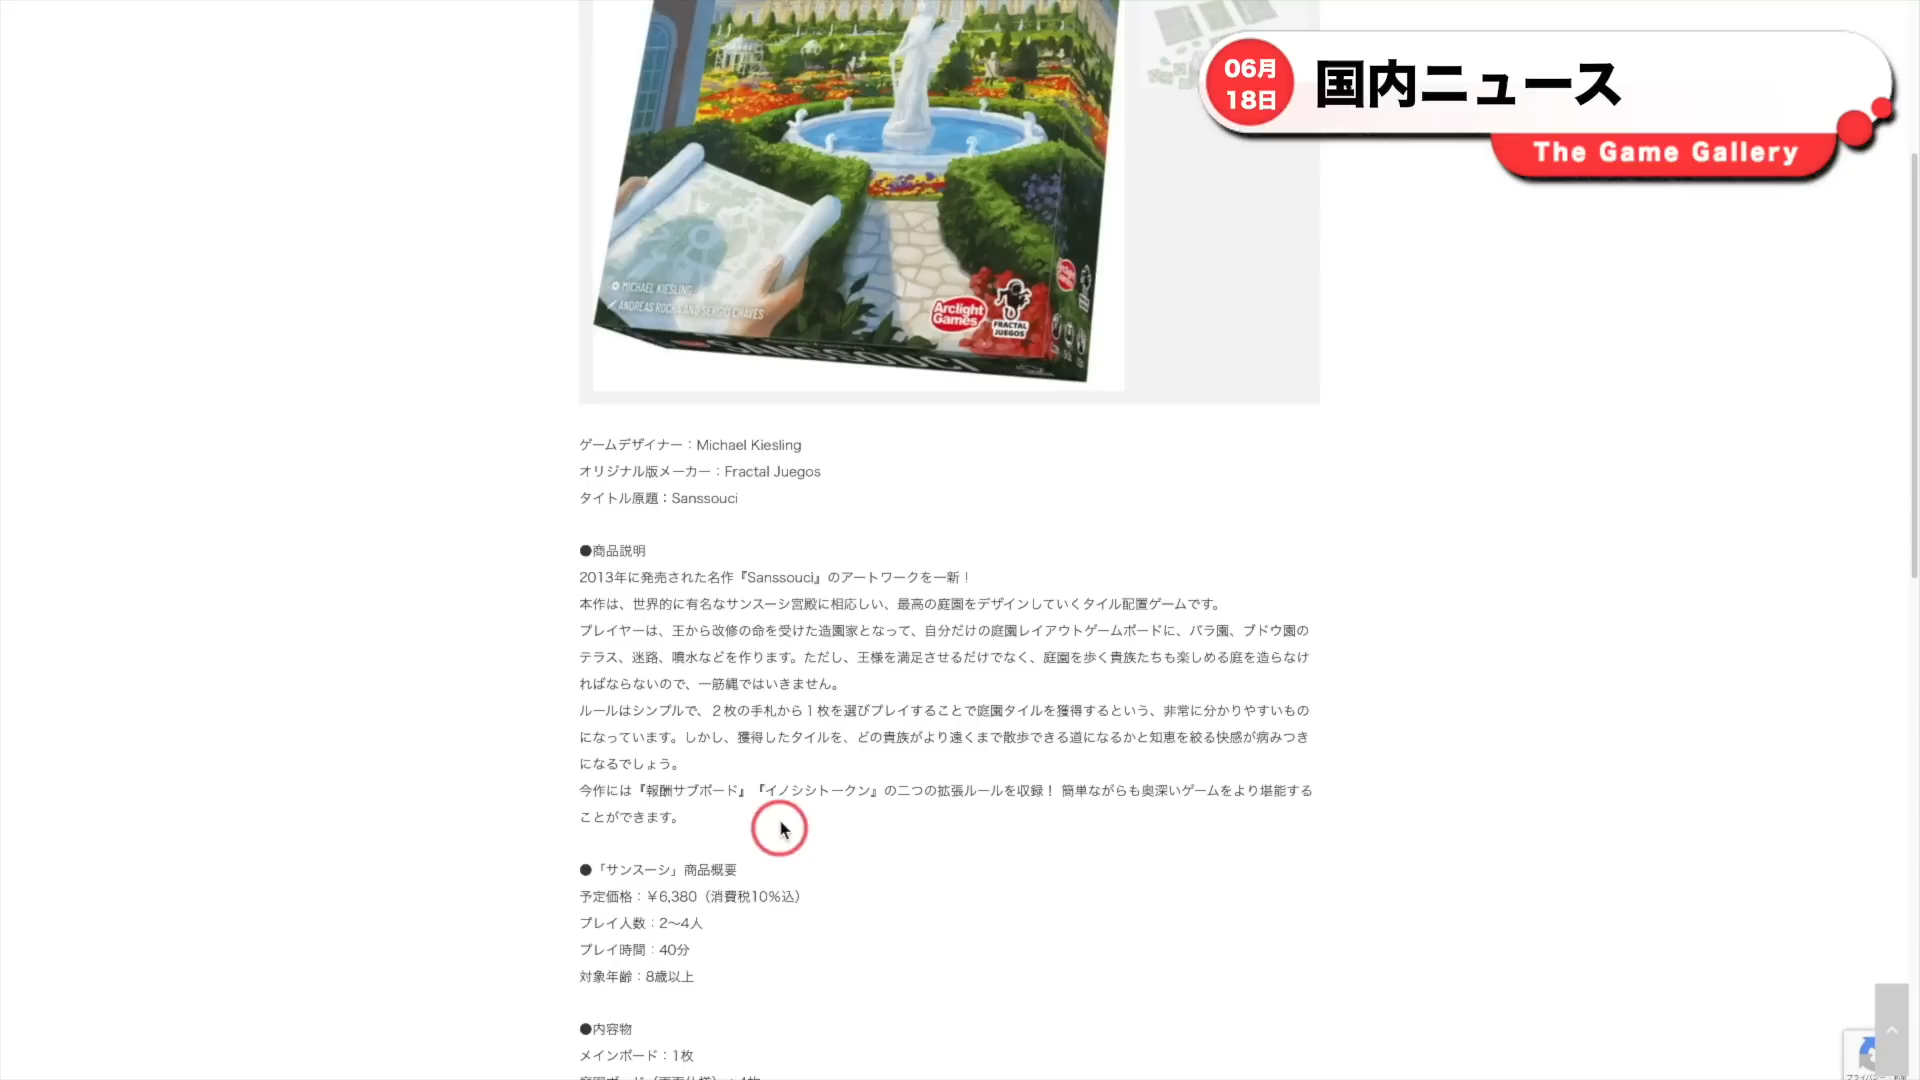 06月
18日
国内ニュース
The Game Gallery
MICHAEL KIESLING
ANDREAS ROCHA AND SERGIO CHAVES
Arclight
Games
FRACTAL
JUEGOS
SANSSOUCI
ゲームデザイナー：Michael Kiesling
オリジナル版メーカー：Fractal Juegos
タイトル原題：Sanssouci
●商品説明
2013年に発売された名作『Sanssouci』のアートワークを一新！
本作は、世界的に有名なサンスーシ宮殿に相応しい、最高の庭園をデザインしていくタイル配置ゲームです。
プレイヤーは、王から改修の命を受けた造園家となって、自分だけの庭園レイアウトゲームボードに、バラ園、ブドウ園の
テラス、迷路、噴水などを作ります。ただし、王様を満足させるだけでなく、庭園を歩く貴族たちも楽しめる庭を造らなけ
ればならないので、一筋縄ではいきません。
ルールはシンプルで、２枚の手札から１枚を選びプレイすることで庭園タイルを獲得するという、非常に分かりやすいもの
になっています。しかし、獲得したタイルを、どの貴族がより遠くまで散歩できる道になるかと知恵を絞る快感が病みつき
になるでしょう。
今作には『報酬サブボード』『イノシシトークン』の二つの拡張ルールを収録！ 簡単ながらも奥深いゲームをより堪能する
ことができます。
●「サンスーシ」商品概要
予定価格：￥6,380（消費税10%込）
プレイ人数：2〜4人
プレイ時間：40分
対象年齢：8歳以上
●内容物
メインボード：1枚